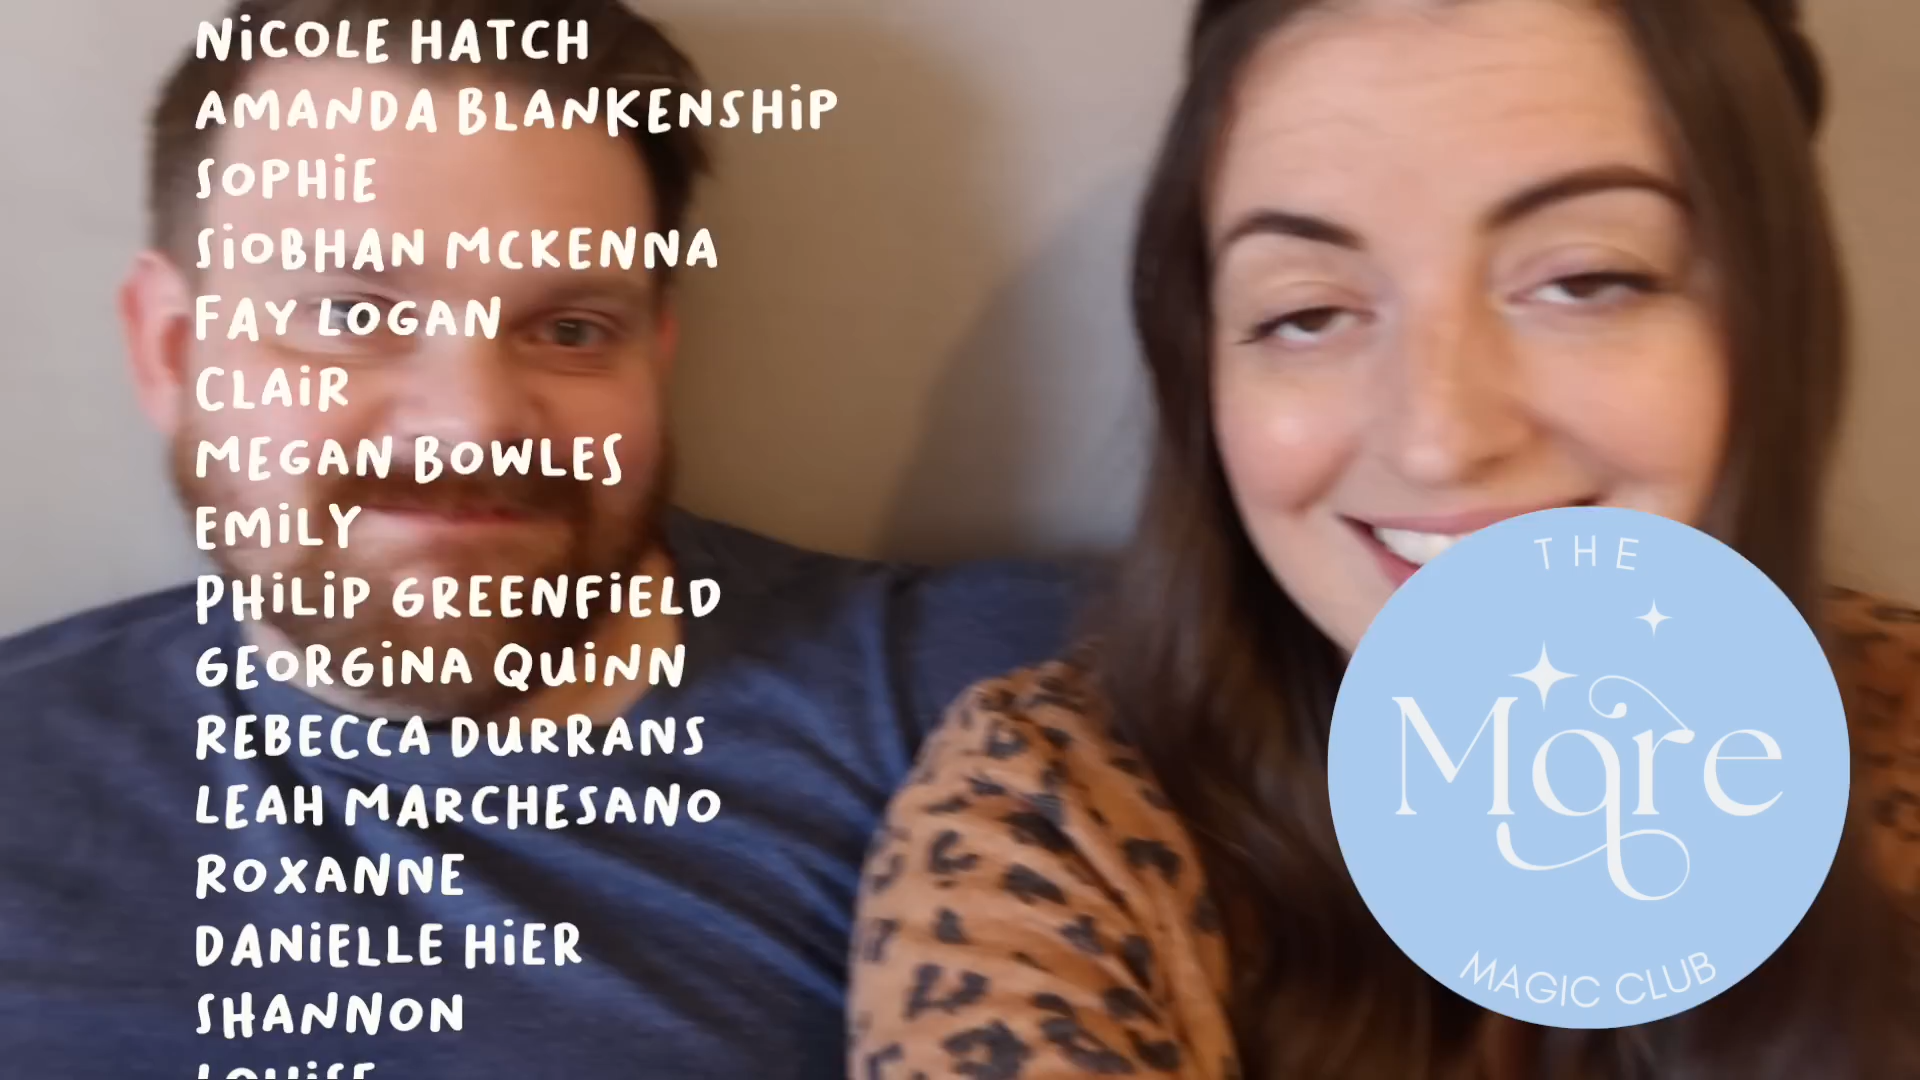 NICOLE HATCH
AMANDA BLANKENSHIP
SOPHIE
SIOBHAN MCKENNA
FAY LOGAN
CLAIR
MEGAN BOWLES
EMILY
PHILIP GREENFIELD
GEORGINA QUINN
REBECCA DURRANS
LEAH MARCHESANO
ROXANNE
DANIELLE HIER
SHANNON
LOUISE
THE
More
MAGIC CLUB